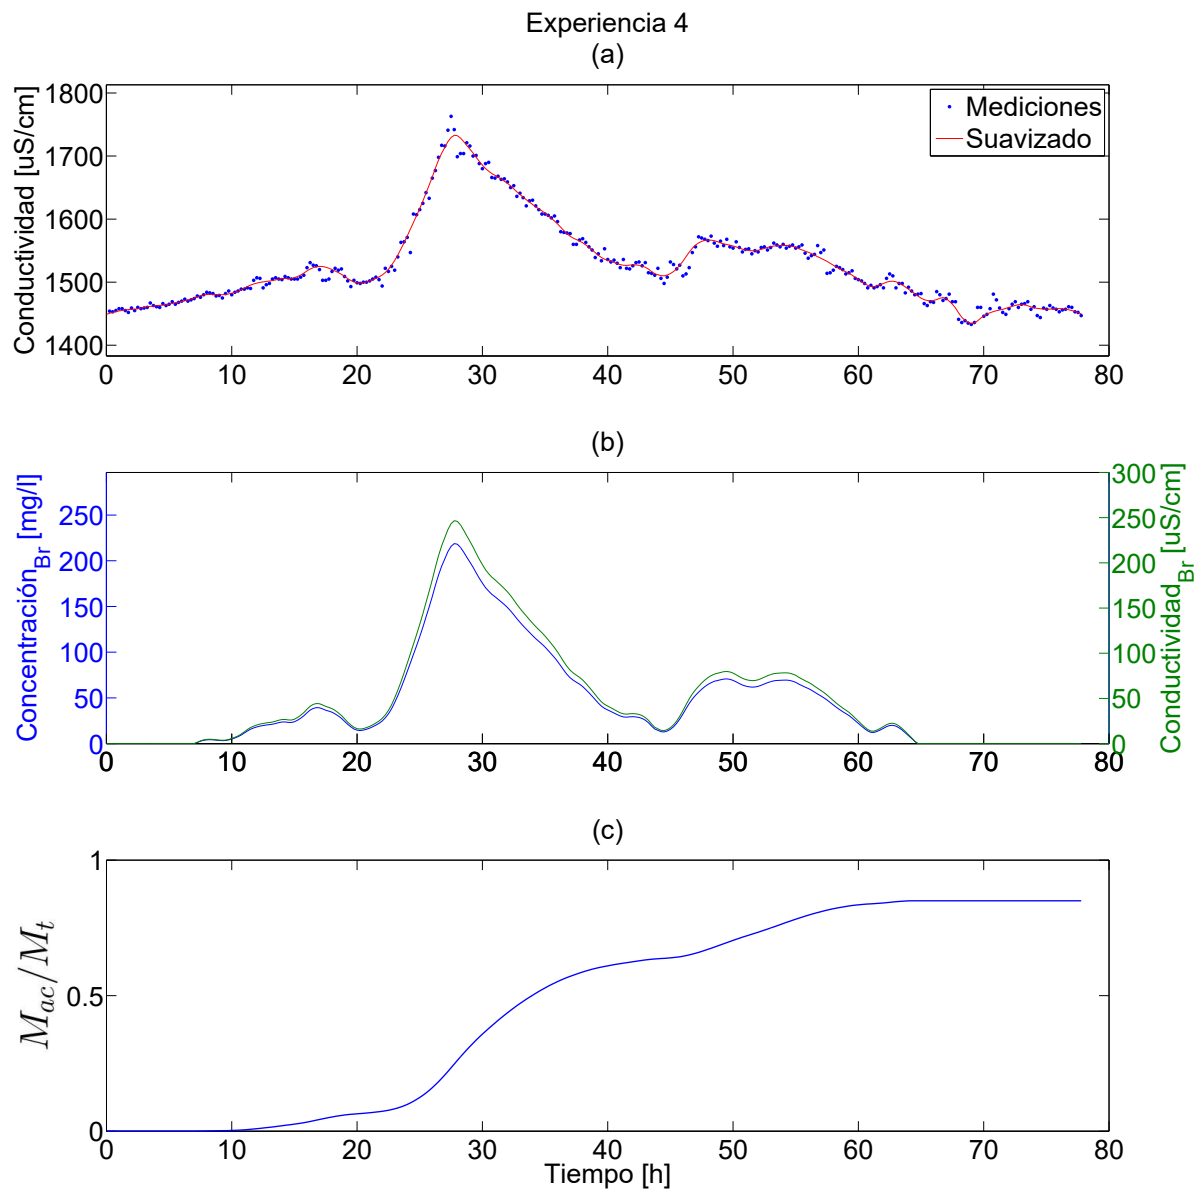 Experiencia 4
(a)
Conductividad [uS/cm]
1800
1700
1600
1500
1400
Mediciones
Suavizado
0 10 20 30 40 50 60 70 80
(b)
Concentración_Br [mg/l]
250
200
150
100
50
0
300
250
200
150
100
50
0
Conductividad_Br [uS/cm]
0 10 20 30 40 50 60 70 80
(c)
M_ac/M_t
1
0.5
0
0 10 20 30 40 50 60 70 80
Tiempo [h]